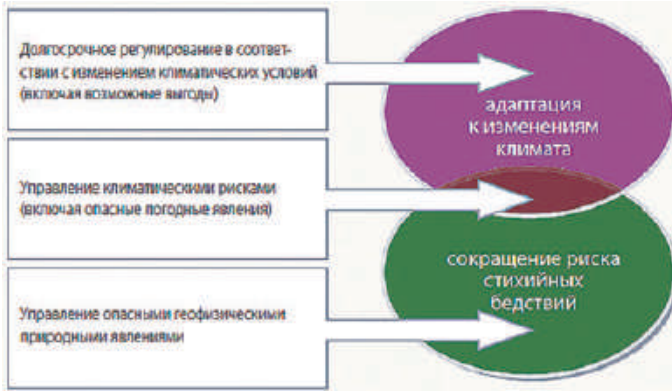 Долгосрочное регулирование в соответ-
ствии с изменением климатических условий
(включая возможные выгоды)
адаптация
к изменениям
климата
Управление климатическими рисками
(включая опасные погодные явления)
сокращение риска
стихийных
бедствий
Управление опасными геофизическими
природными явлениями